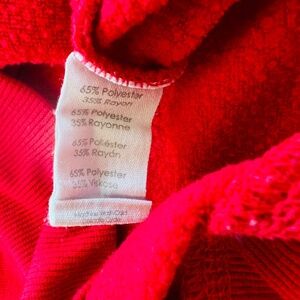 65% Polyester
35% Rayon
65% Polyester
35% Rayonne
65% Poliéster
35% Rayón
65% Polyester
35% Viskose